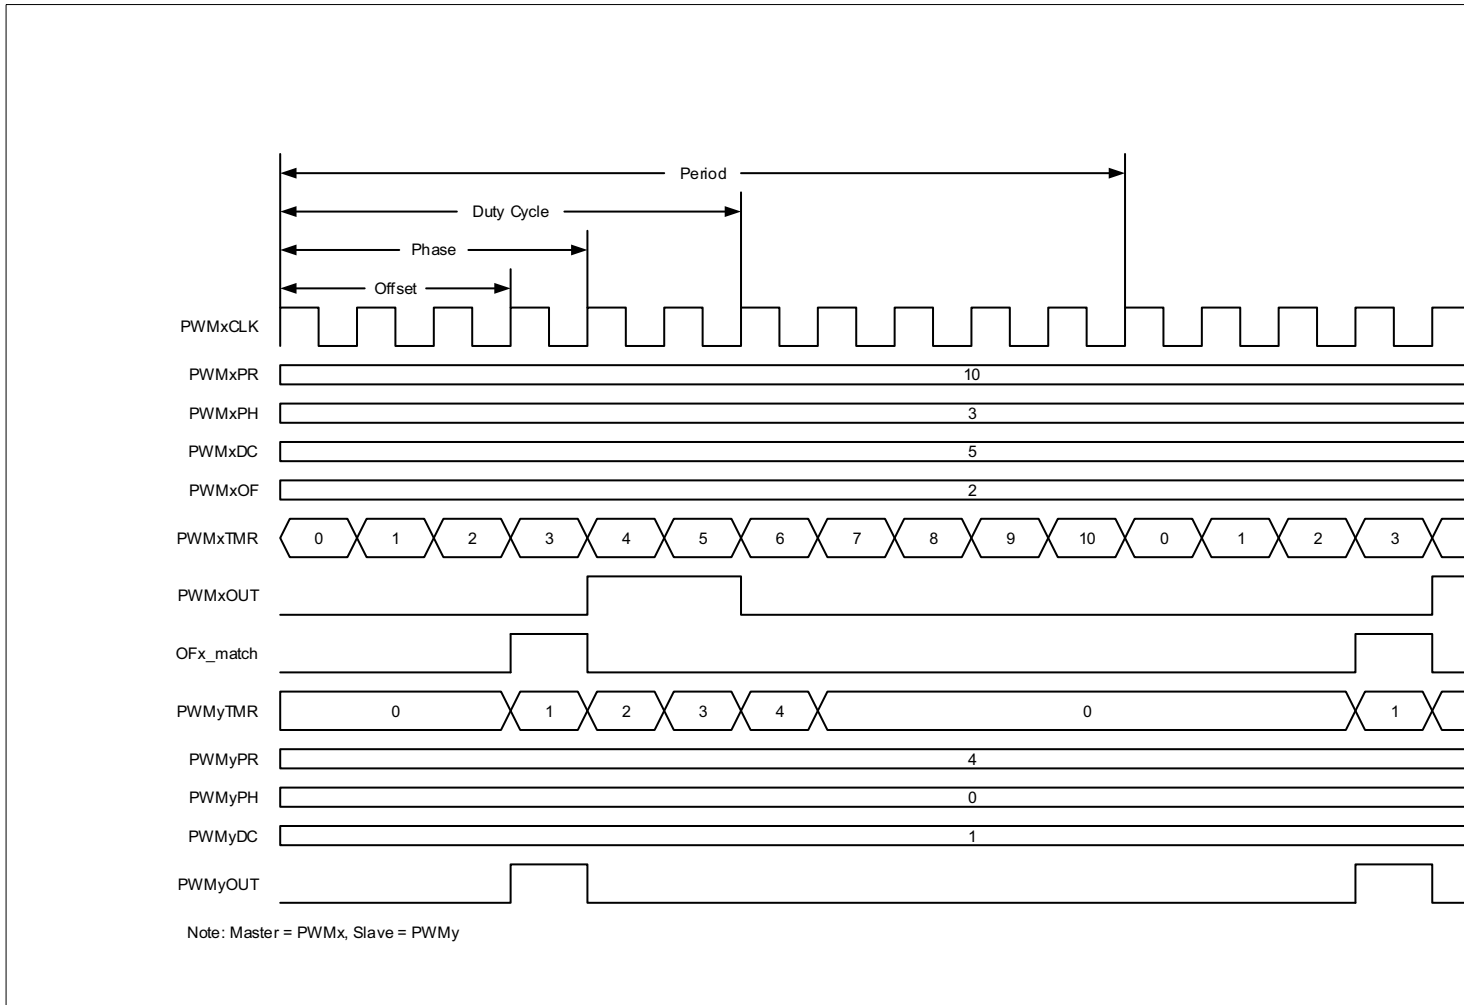 Period
Duty Cycle
Phase
Offset
PWMxCLK
PWMxPR 10
PWMxPH 3
PWMxDC 5
PWMxOF 2
PWMxTMR 0 1 2 3 4 5 6 7 8 9 10 0 1 2 3
PWMxOUT
OFx_match
PWMyTMR 0 1 2 3 4 0 1
PWMyPR 4
PWMyPH 0
PWMyDC 1
PWMyOUT
Note: Master = PWMx, Slave = PWMy